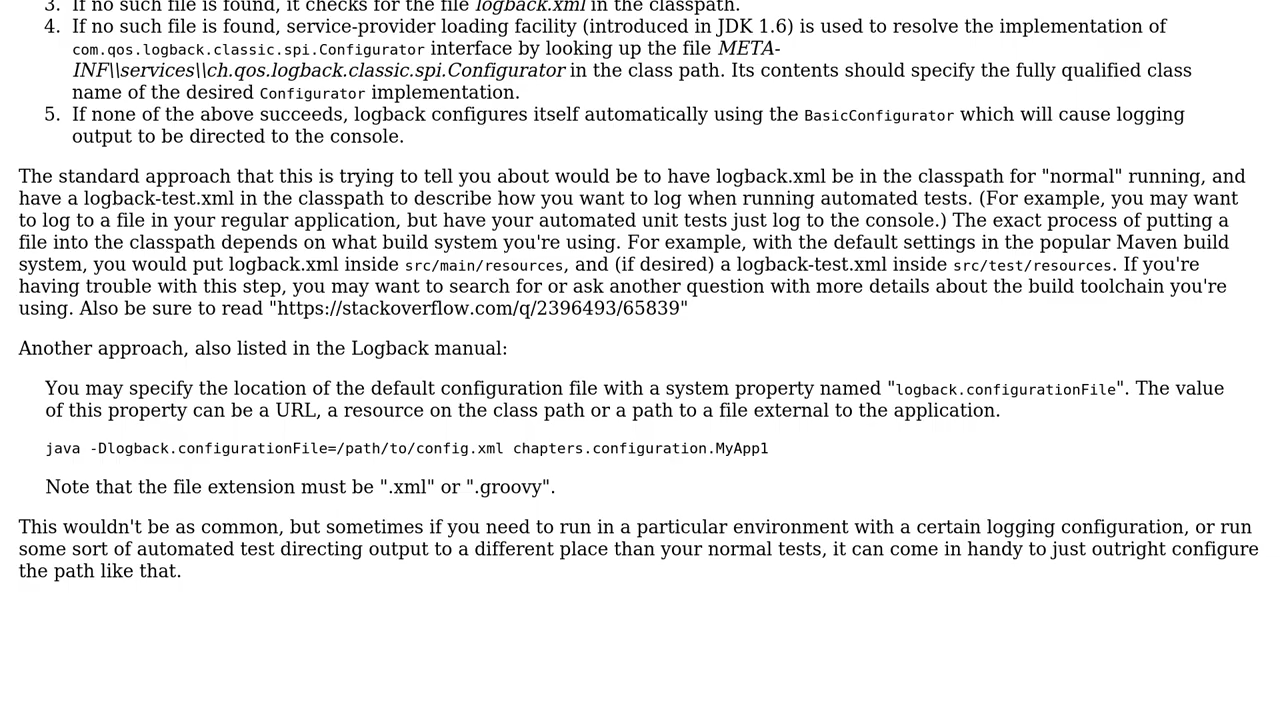 3. If no such file is found, it checks for the file logback.xml in the classpath.
4. If no such file is found, service-provider loading facility (introduced in JDK 1.6) is used to resolve the implementation of
com.qos.logback.classic.spi.Configurator interface by looking up the file META-
INF\\services\\ch.qos.logback.classic.spi.Configurator in the class path. Its contents should specify the fully qualified class
name of the desired Configurator implementation.
5. If none of the above succeeds, logback configures itself automatically using the BasicConfigurator which will cause logging
output to be directed to the console.
The standard approach that this is trying to tell you about would be to have logback.xml be in the classpath for "normal" running, and
have a logback-test.xml in the classpath to describe how you want to log when running automated tests. (For example, you may want
to log to a file in your regular application, but have your automated unit tests just log to the console.) The exact process of putting a
file into the classpath depends on what build system you're using. For example, with the default settings in the popular Maven build
system, you would put logback.xml inside src/main/resources, and (if desired) a logback-test.xml inside src/test/resources. If you're
having trouble with this step, you may want to search for or ask another question with more details about the build toolchain you're
using. Also be sure to read "https://stackoverflow.com/q/2396493/65839"
Another approach, also listed in the Logback manual:
You may specify the location of the default configuration file with a system property named "logback.configurationFile". The value
of this property can be a URL, a resource on the class path or a path to a file external to the application.
java -Dlogback.configurationFile=/path/to/config.xml chapters.configuration.MyApp1
Note that the file extension must be ".xml" or ".groovy".
This wouldn't be as common, but sometimes if you need to run in a particular environment with a certain logging configuration, or run
some sort of automated test directing output to a different place than your normal tests, it can come in handy to just outright configure
the path like that.